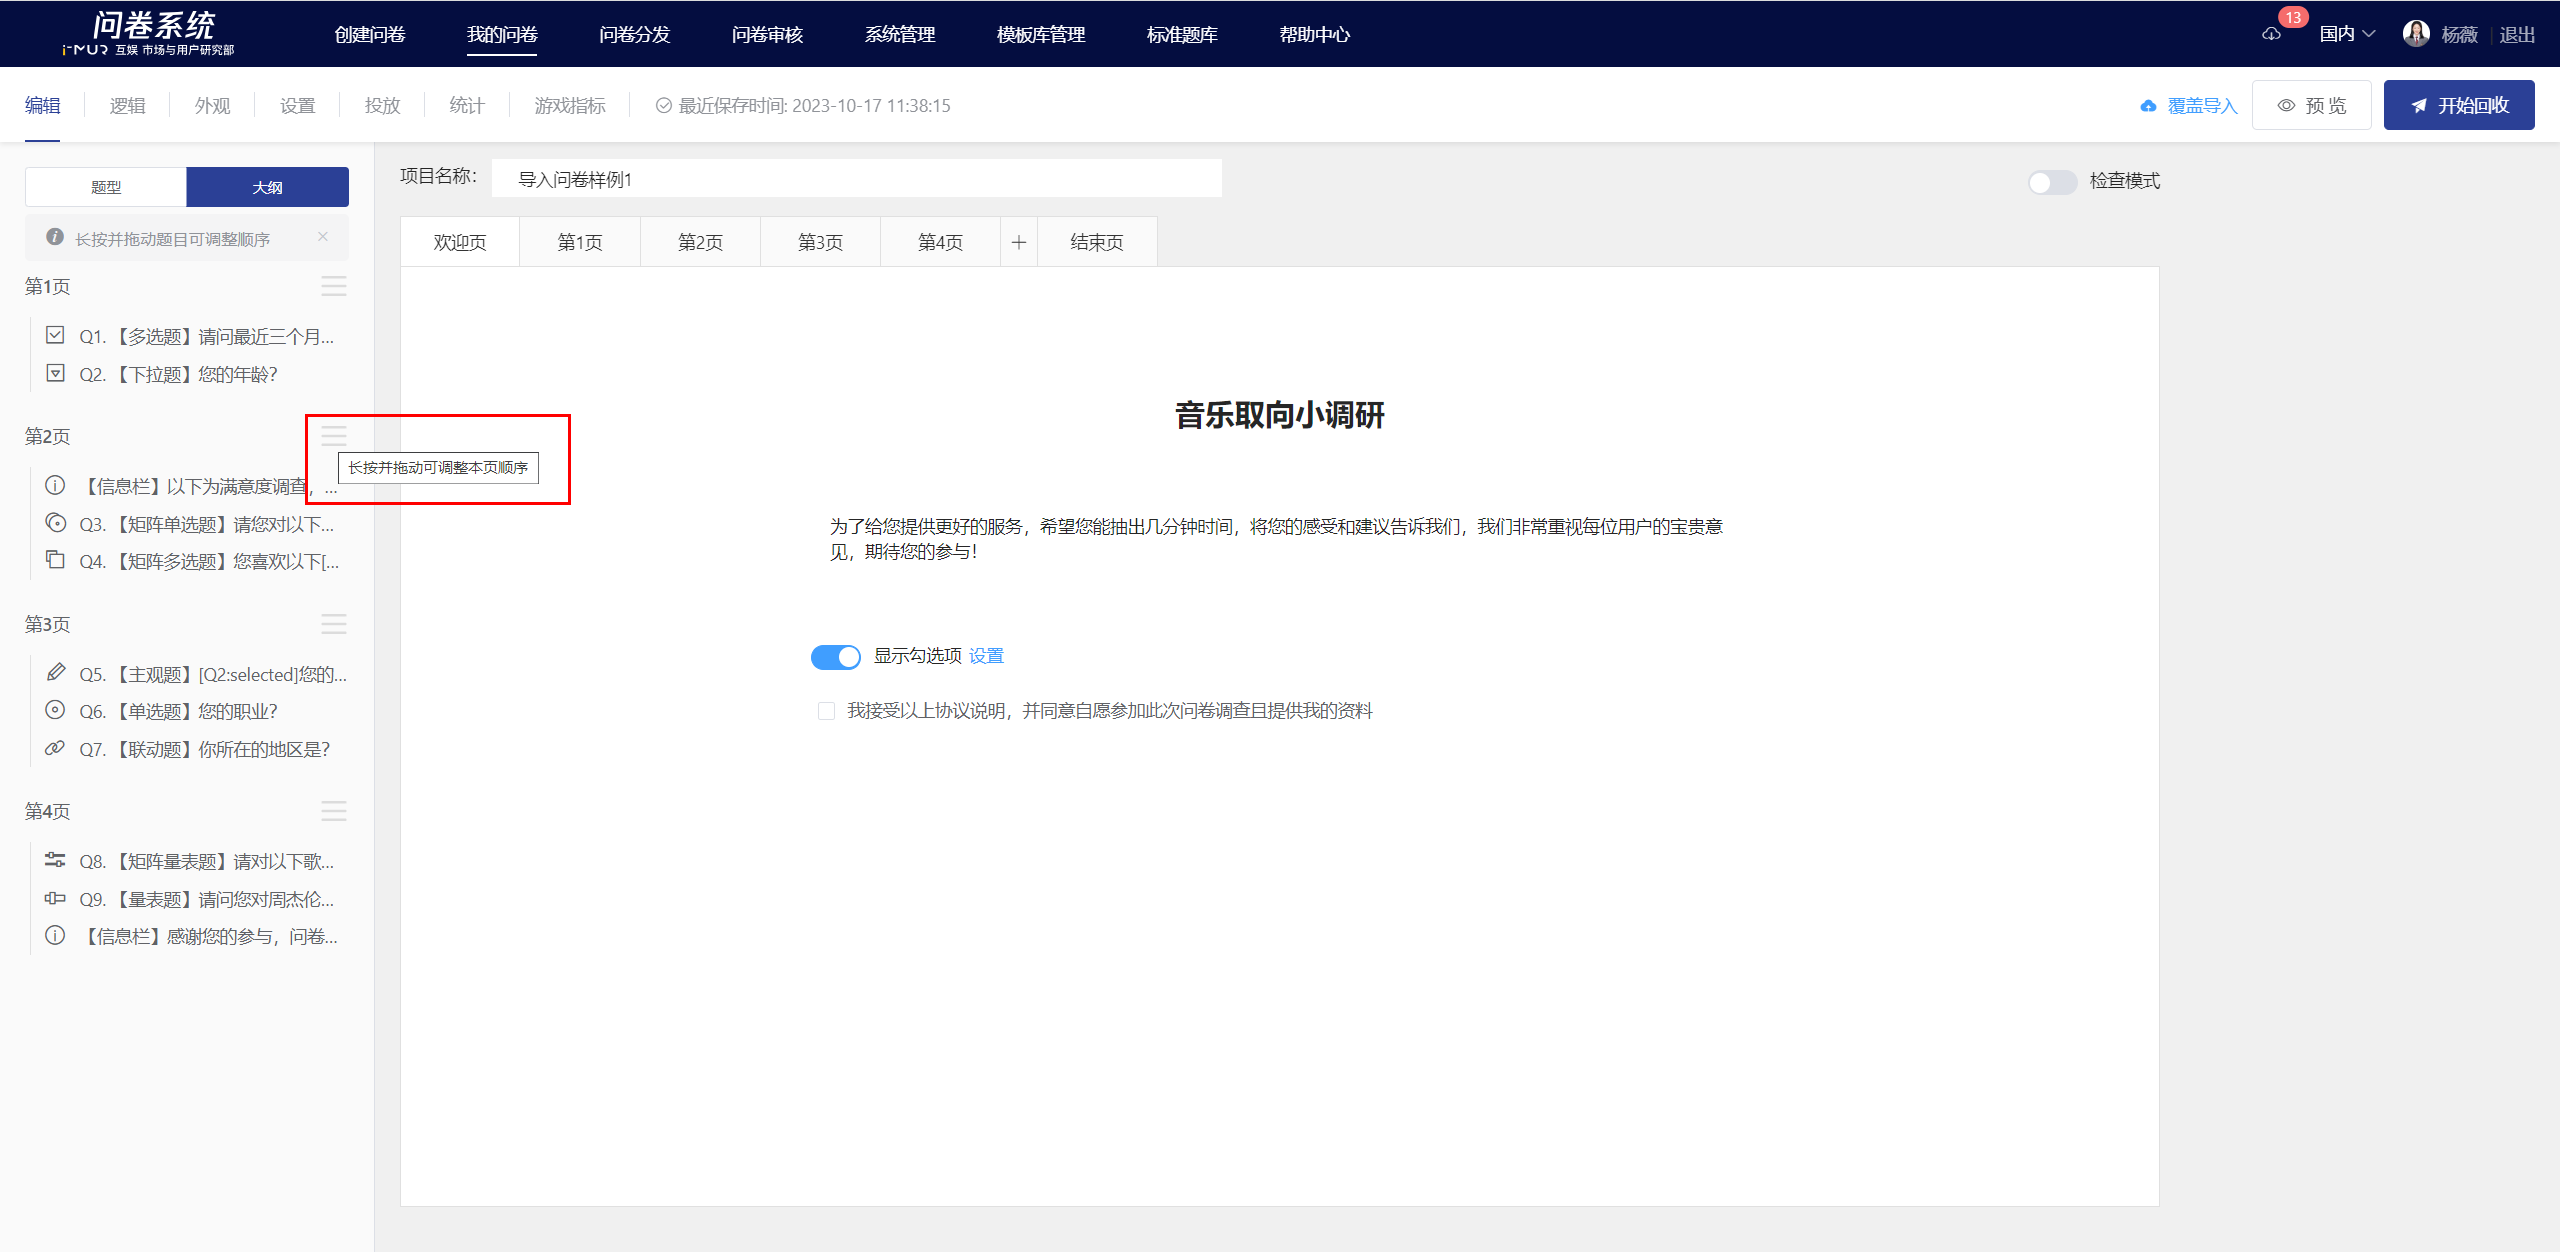 问卷系统
i-MUR 互娱 市场与用户研究部
创建问卷 我的问卷 问卷分发 问卷审核 系统管理 模板库管理 标准题库 帮助中心
13
国内 杨薇 退出
编辑 逻辑 外观 设置 投放 统计 游戏指标 最近保存时间: 2023-10-17 11:38:15
覆盖导入 预 览 开始回收
题型 大纲
长按并拖动题目可调整顺序
第1页
Q1. 【多选题】请问最近三个月...
Q2. 【下拉题】您的年龄?
第2页
长按并拖动可调整本页顺序
【信息栏】以下为满意度调查，...
Q3. 【矩阵单选题】请您对以下...
Q4. 【矩阵多选题】您喜欢以下[...
第3页
Q5. 【主观题】[Q2:selected]您的...
Q6. 【单选题】您的职业?
Q7. 【联动题】你所在的地区是?
第4页
Q8. 【矩阵量表题】请对以下歌...
Q9. 【量表题】请问您对周杰伦...
【信息栏】感谢您的参与，问卷...
项目名称： 导入问卷样例1
检查模式
欢迎页 第1页 第2页 第3页 第4页 + 结束页
音乐取向小调研
为了给您提供更好的服务，希望您能抽出几分钟时间，将您的感受和建议告诉我们，我们非常重视每位用户的宝贵意
见，期待您的参与！
显示勾选项 设置
我接受以上协议说明，并同意自愿参加此次问卷调查且提供我的资料